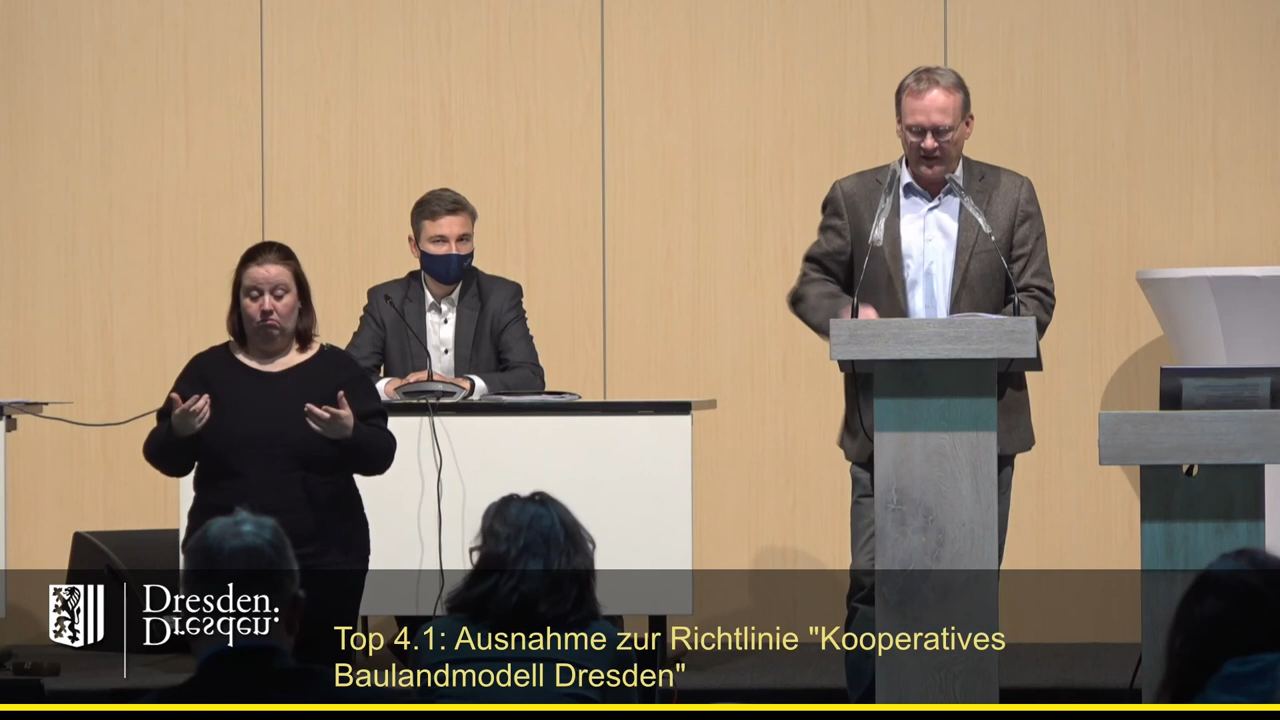 Dresden.
Dresden.
Top 4.1: Ausnahme zur Richtlinie "Kooperatives
Baulandmodell Dresden"